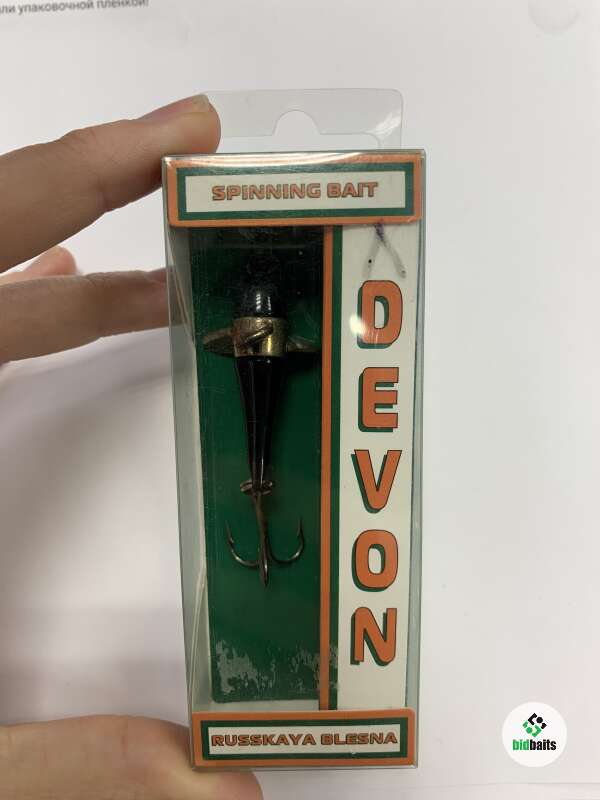 ли упаковочной пленкой!
SPINNING BAIT
DEVON
RUSSKAYA BLESNA
bidbaits